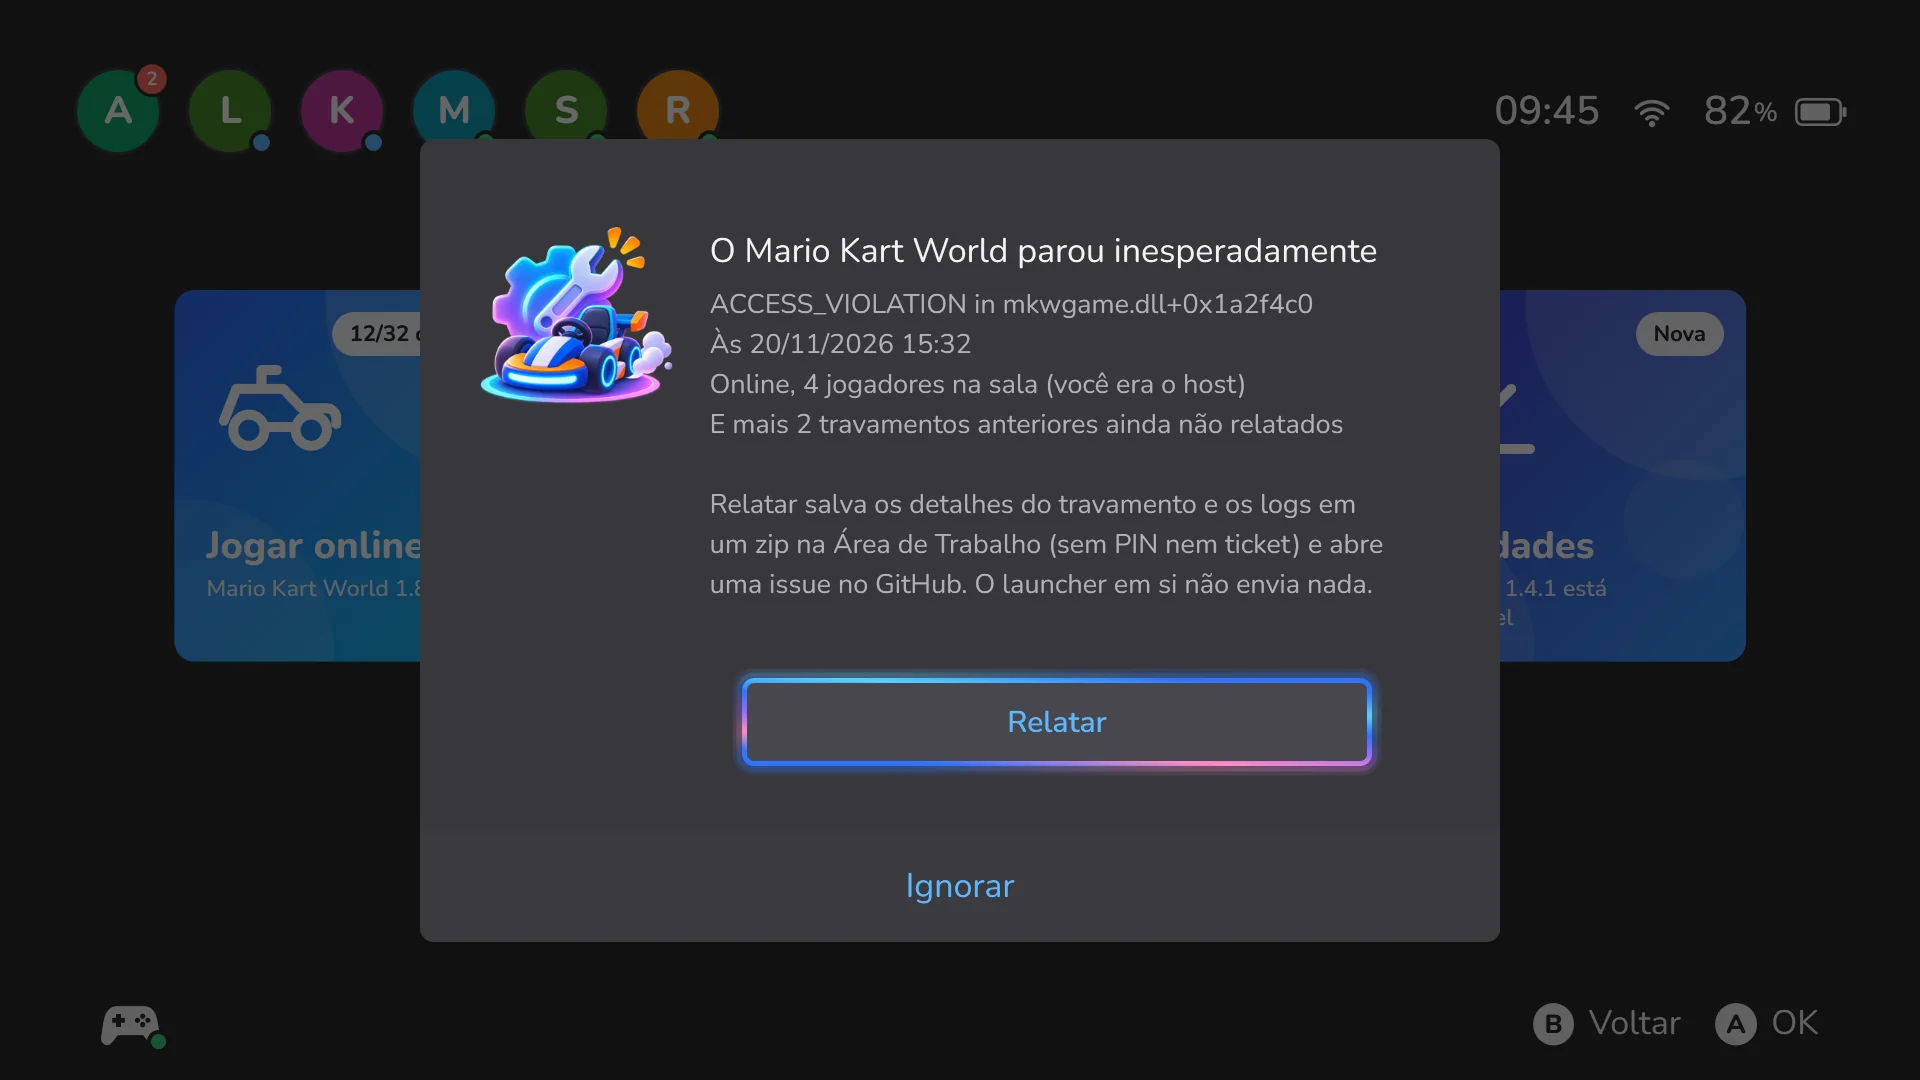 A 2 L K M S R
09:45 82%
O Mario Kart World parou inesperadamente
ACCESS_VIOLATION in mkwgame.dll+0x1a2f4c0
Às 20/11/2026 15:32
Online, 4 jogadores na sala (você era o host)
E mais 2 travamentos anteriores ainda não relatados
Relatar salva os detalhes do travamento e os logs em
um zip na Área de Trabalho (sem PIN nem ticket) e abre
uma issue no GitHub. O launcher em si não envia nada.
Relatar
Ignorar
12/32
Jogar online
Mario Kart World 1.8
Nova
dades
1.4.1 está
el
B Voltar A OK